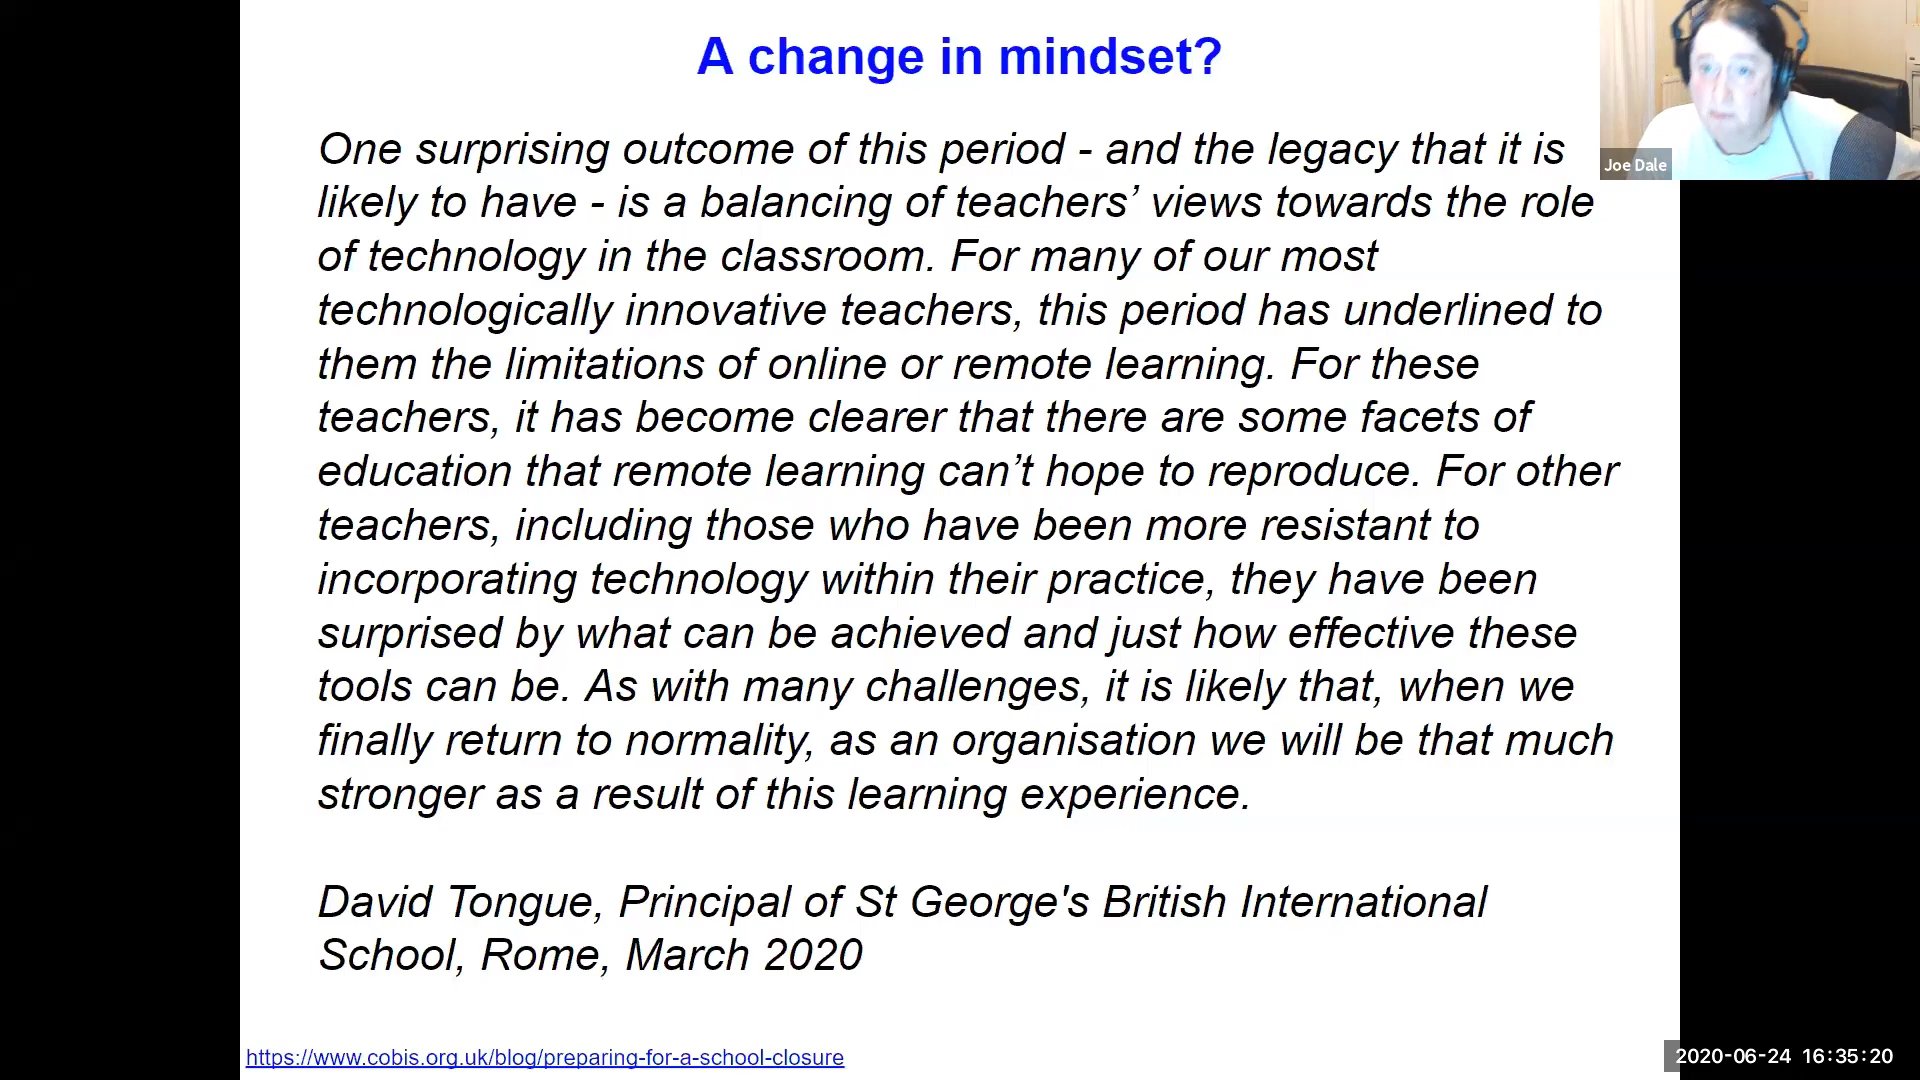 A change in mindset?
One surprising outcome of this period - and the legacy that it is
likely to have - is a balancing of teachers’ views towards the role
of technology in the classroom. For many of our most
technologically innovative teachers, this period has underlined to
them the limitations of online or remote learning. For these
teachers, it has become clearer that there are some facets of
education that remote learning can’t hope to reproduce. For other
teachers, including those who have been more resistant to
incorporating technology within their practice, they have been
surprised by what can be achieved and just how effective these
tools can be. As with many challenges, it is likely that, when we
finally return to normality, as an organisation we will be that much
stronger as a result of this learning experience.
David Tongue, Principal of St George's British International
School, Rome, March 2020
https://www.cobis.org.uk/blog/preparing-for-a-school-closure
Joe Dale
2020-06-24 16:35:20